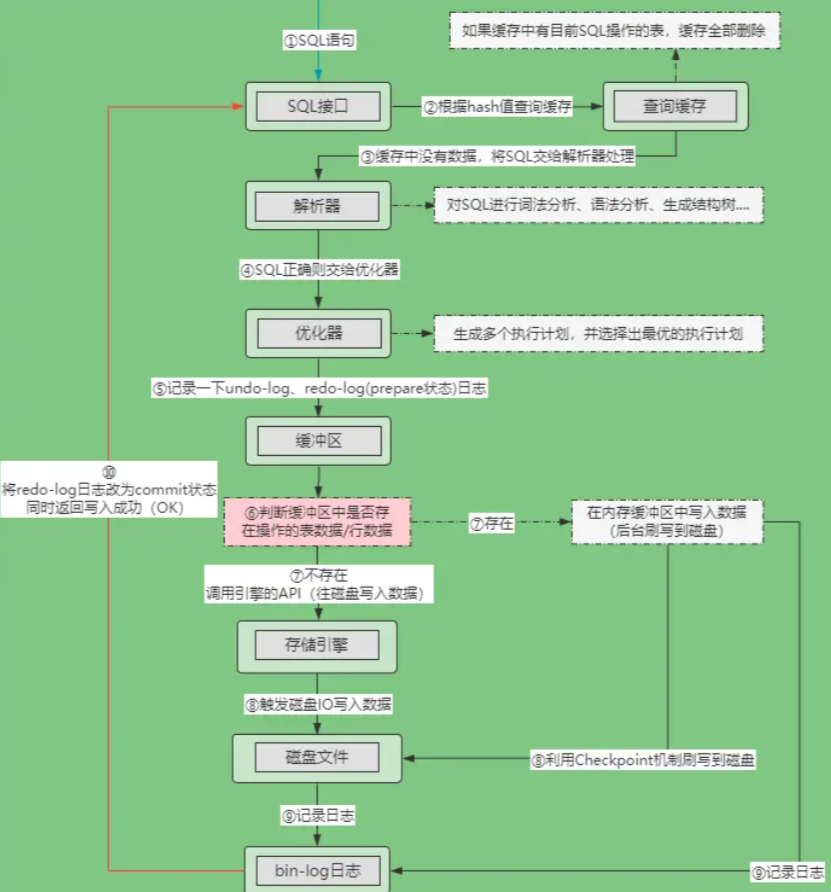 ①SQL语句
如果缓存中有目前SQL操作的表，缓存全部删除
SQL接口
②根据hash值查询缓存
查询缓存
③缓存中没有数据，将SQL交给解析器处理
解析器
对SQL进行词法分析、语法分析、生成结构树....
④SQL正确则交给优化器
优化器
生成多个执行计划，并选择出最优的执行计划
⑤记录一下undo-log、redo-log(prepare状态)日志
缓冲区
⑩
将redo-log日志改为commit状态
同时返回写入成功（OK）
⑥判断缓冲区中是否存
在操作的表数据/行数据
⑦存在
在内存缓冲区中写入数据
（后台刷写到磁盘）
⑦不存在
调用引擎的API（往磁盘写入数据）
存储引擎
⑧触发磁盘IO写入数据
磁盘文件
⑧利用Checkpoint机制刷写到磁盘
⑨记录日志
bin-log日志
⑨记录日志